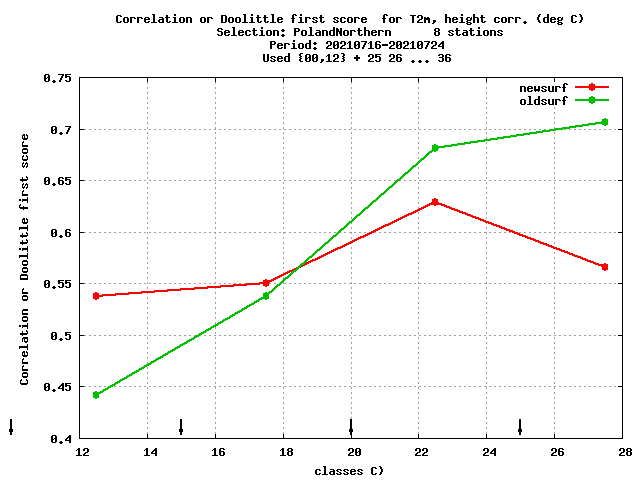 Correlation or Doolittle first score  for T2m, height corr. (deg C)
Selection: PolandNorthern      8 stations
Period: 20210716-20210724
Used {00,12} + 25 26 ... 36
newsurf
oldsurf
Correlation or Doolittle first score
0.75
0.7
0.65
0.6
0.55
0.5
0.45
0.4
12 14 16 18 20 22 24 26 28
classes C)